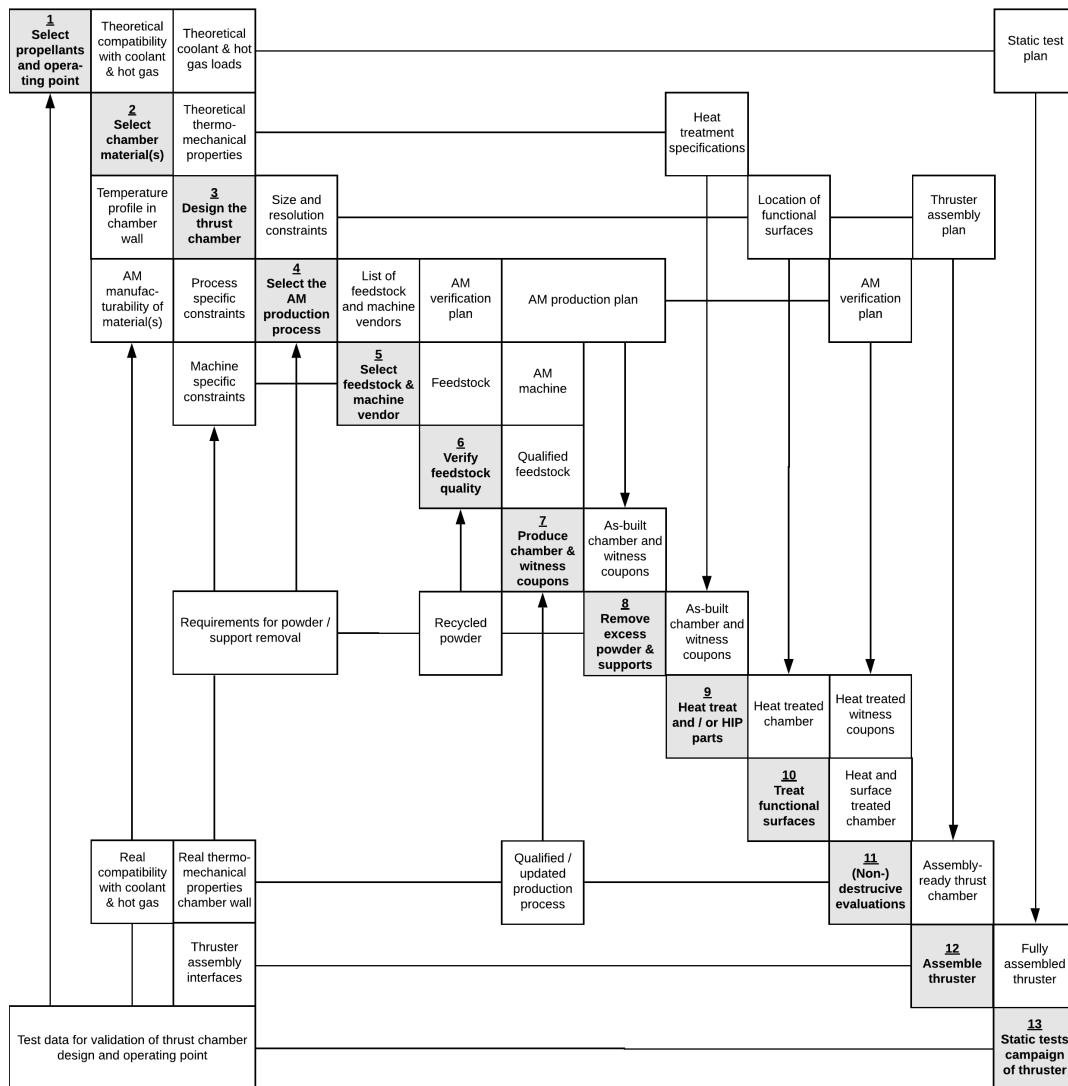 1
Select
propellants
and opera-
ting point
Theoretical
compatibility
with coolant
& hot gas
Theoretical
coolant & hot
gas loads
Static test
plan
2
Select
chamber
material(s)
Theoretical
thermo-
mechanical
properties
Heat
treatment
specifications
Temperature
profile in
chamber
wall
3
Design the
thrust
chamber
Size and
resolution
constraints
Location of
functional
surfaces
Thruster
assembly
plan
AM
manufac-
turability of
material(s)
Process
specific
constraints
4
Select the
AM
production
process
List of
feedstock
and machine
vendors
AM
verification
plan
AM production plan
AM
verification
plan
Machine
specific
constraints
5
Select
feedstock &
machine
vendor
Feedstock
AM
machine
6
Verify
feedstock
quality
Qualified
feedstock
7
Produce
chamber &
witness
coupons
As-built
chamber and
witness
coupons
Requirements for powder /
support removal
Recycled
powder
8
Remove
excess
powder &
supports
As-built
chamber and
witness
coupons
9
Heat treat
and / or HIP
parts
Heat treated
chamber
Heat treated
witness
coupons
10
Treat
functional
surfaces
Heat and
surface
treated
chamber
Real
compatibility
with coolant
& hot gas
Real thermo-
mechanical
properties
chamber wall
Qualified /
updated
production
process
11
(Non-)
destrucive
evaluations
Assembly-
ready thrust
chamber
Thruster
assembly
interfaces
12
Assemble
thruster
Fully
assembled
thruster
Test data for validation of thrust chamber
design and operating point
13
Static tests
campaign
of thruster